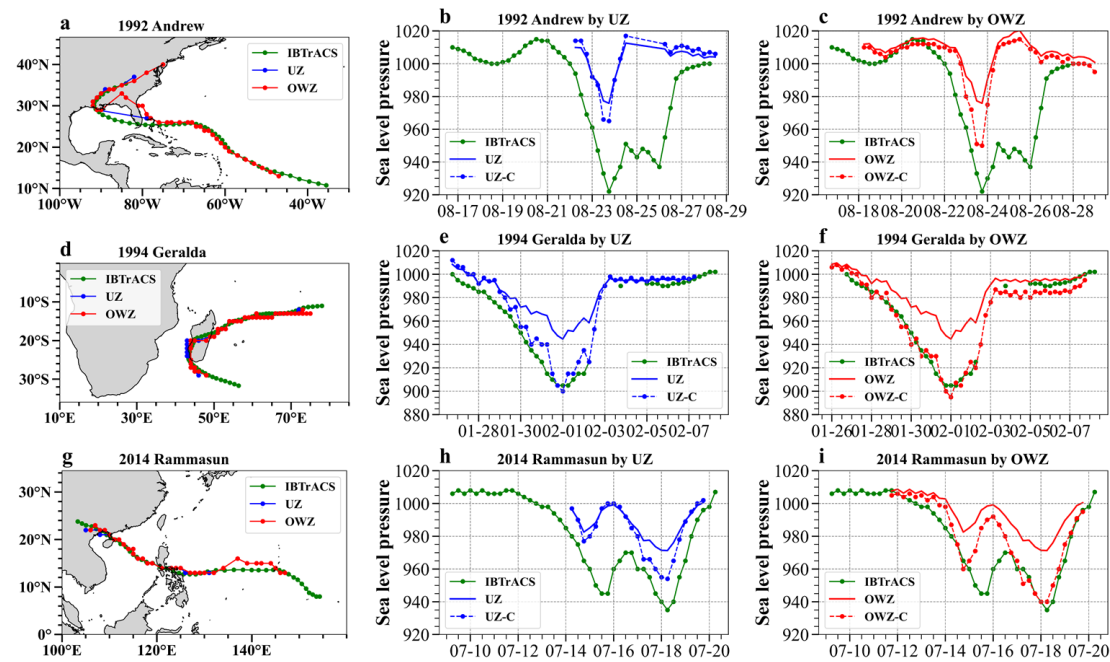 a 1992 Andrew
IBTrACS
UZ
OWZ
40°N
30°N
20°N
10°N
100°W 80°W 60°W 40°W
b 1992 Andrew by UZ
Sea level pressure
1020
1000
980
960
940
920
IBTrACS
UZ
UZ-C
08-17 08-19 08-21 08-23 08-25 08-26 08-28 08-29
c 1992 Andrew by OWZ
Sea level pressure
1020
1000
980
960
940
920
IBTrACS
OWZ
OWZ-C
08-18 08-20 08-22 08-24 08-26 08-28
d 1994 Geralda
IBTrACS
UZ
OWZ
10°S
20°S
30°S
10°E 30°E 50°E 70°E
e 1994 Geralda by UZ
Sea level pressure
1020
1000
980
960
940
920
900
880
IBTrACS
UZ
UZ-C
01-28 01-30 02-01 02-03 02-05 02-07
f 1994 Geralda by OWZ
Sea level pressure
1020
1000
980
960
940
920
900
880
IBTrACS
OWZ
OWZ-C
01-26 01-28 01-30 02-01 02-03 02-05 02-07
g 2014 Rammasun
IBTrACS
UZ
OWZ
30°N
20°N
10°N
0°
100°E 120°E 140°E
h 2014 Rammasun by UZ
Sea level pressure
1020
1000
980
960
940
920
IBTrACS
UZ
UZ-C
07-10 07-12 07-14 07-16 07-18 07-20
i 2014 Rammasun by OWZ
Sea level pressure
1020
1000
980
960
940
920
IBTrACS
OWZ
OWZ-C
07-10 07-12 07-14 07-16 07-18 07-20